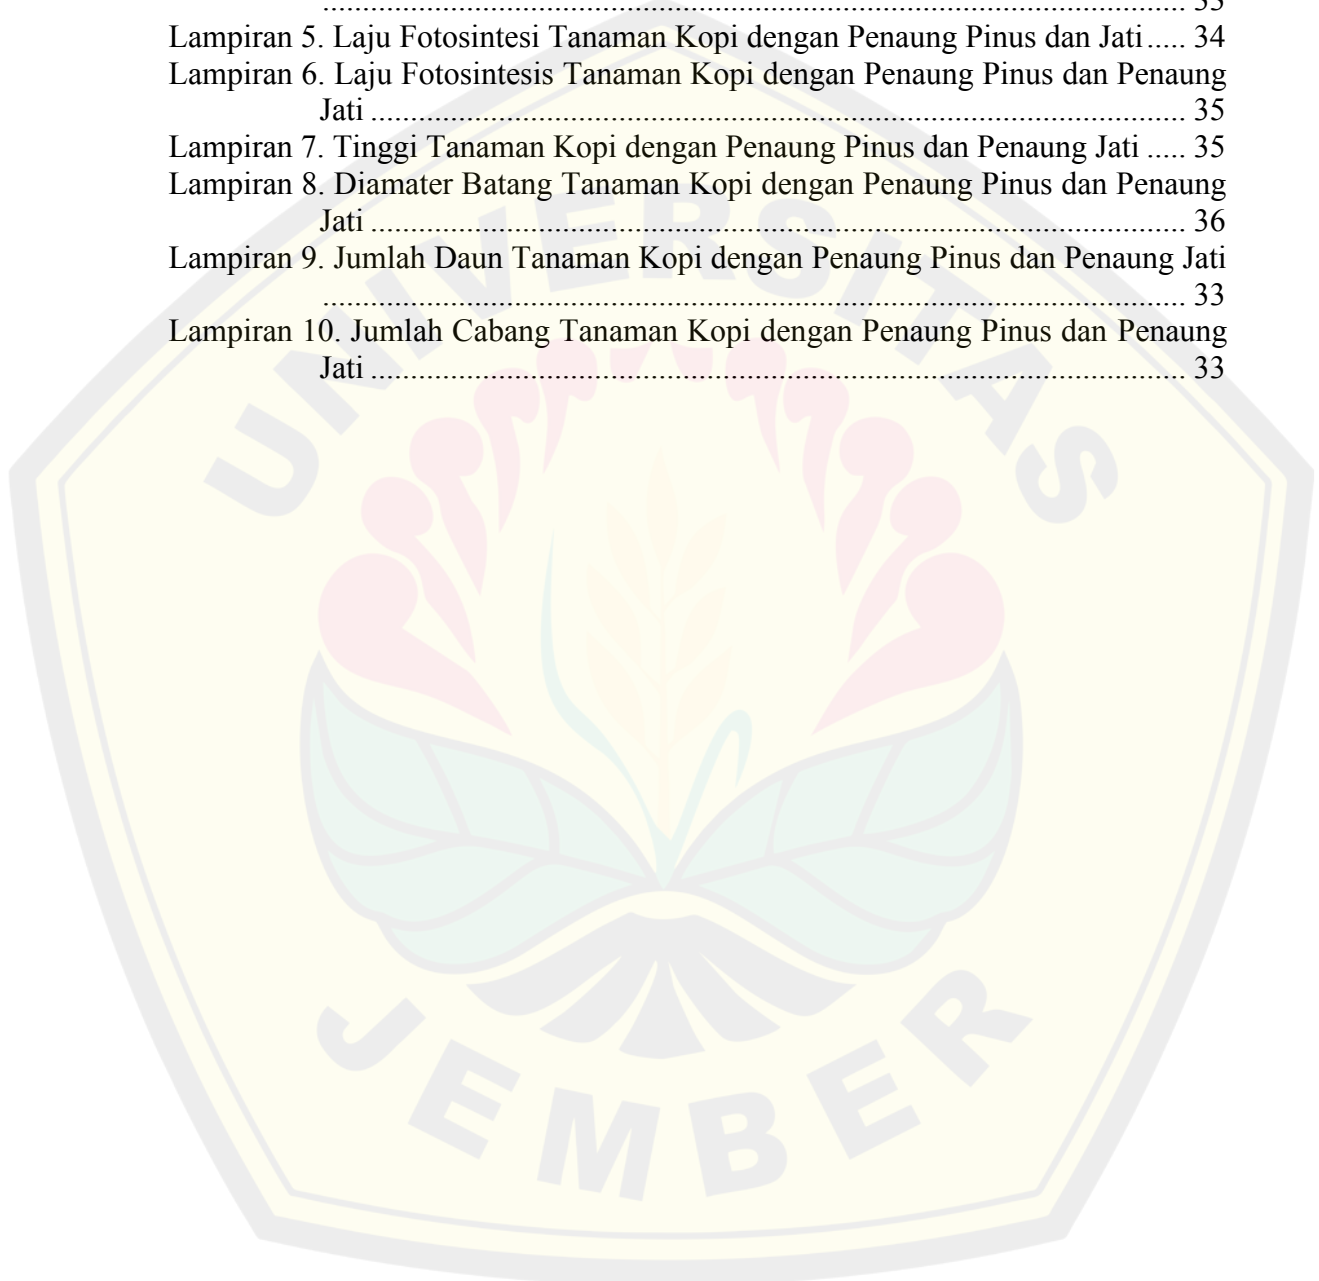 ........................................................................................................... 33
Lampiran 5. Laju Fotosintesi Tanaman Kopi dengan Penaung Pinus dan Jati..... 34
Lampiran 6. Laju Fotosintesis Tanaman Kopi dengan Penaung Pinus dan Penaung
Jati ...................................................................................................... 35
Lampiran 7. Tinggi Tanaman Kopi dengan Penaung Pinus dan Penaung Jati ..... 35
Lampiran 8. Diamater Batang Tanaman Kopi dengan Penaung Pinus dan Penaung
Jati ...................................................................................................... 36
Lampiran 9. Jumlah Daun Tanaman Kopi dengan Penaung Pinus dan Penaung Jati
........................................................................................................... 33
Lampiran 10. Jumlah Cabang Tanaman Kopi dengan Penaung Pinus dan Penaung
Jati ...................................................................................................... 33
UNIVERSITAS
JEMBER